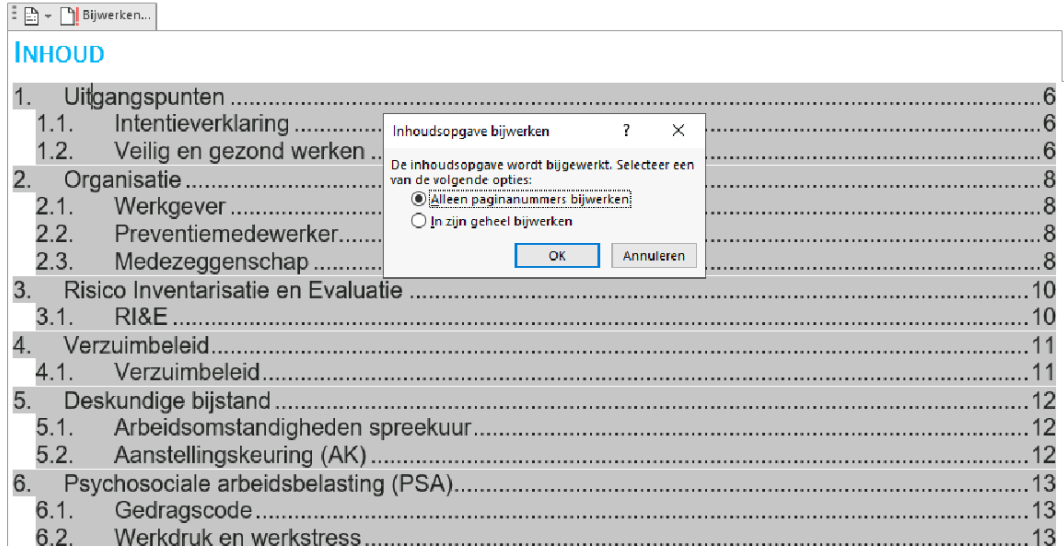 Bijwerken...
INHOUD
1. Uitgangspunten ........ 6
1.1. Intentieverklaring ........ 6
1.2. Veilig en gezond werken ........ 6
2. Organisatie ........ 8
2.1. Werkgever ........ 8
2.2. Preventiemedewerker ........ 8
2.3. Medezeggenschap ........ 8
3. Risico Inventarisatie en Evaluatie ........ 10
3.1. RI&E ........ 10
4. Verzuimbeleid ........ 11
4.1. Verzuimbeleid ........ 11
5. Deskundige bijstand ........ 12
5.1. Arbeidsomstandigheden spreekuur ........ 12
5.2. Aanstellingskeuring (AK) ........ 12
6. Psychosociale arbeidsbelasting (PSA) ........ 13
6.1. Gedragscode ........ 13
6.2. Werkdruk en werkstress ........ 13
Inhoudsopgave bijwerken ? ×
De inhoudsopgave wordt bijgewerkt. Selecteer een
van de volgende opties:
Alleen paginanummers bijwerken
In zijn geheel bijwerken
OK Annuleren